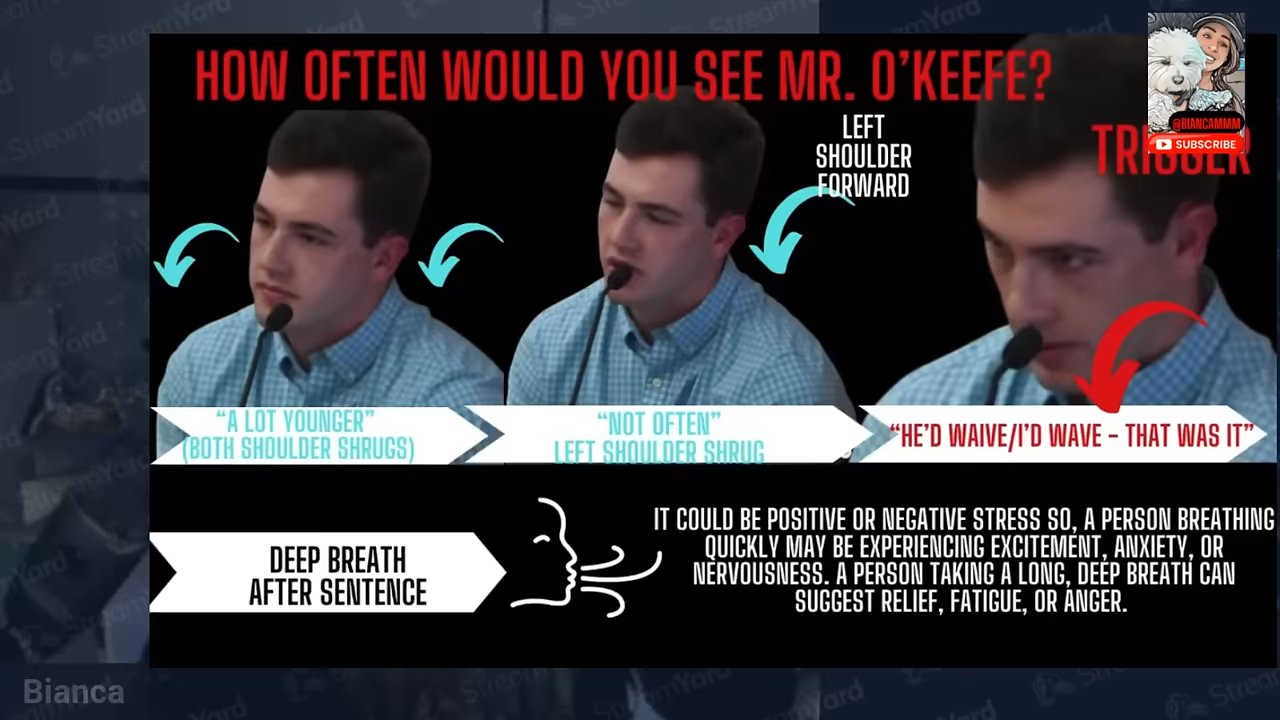 StreamYard
HOW OFTEN WOULD YOU SEE MR. O'KEEFE?
@BIANCAMMM
SUBSCRIBE
LEFT
SHOULDER
FORWARD
TRIGGER
"A LOT YOUNGER"
(BOTH SHOULDER SHRUGS)
"NOT OFTEN"
LEFT SHOULDER SHRUG
"HE'D WAIVE/I'D WAVE - THAT WAS IT"
DEEP BREATH
AFTER SENTENCE
IT COULD BE POSITIVE OR NEGATIVE STRESS SO, A PERSON BREATHING
QUICKLY MAY BE EXPERIENCING EXCITEMENT, ANXIETY, OR
NERVOUSNESS. A PERSON TAKING A LONG, DEEP BREATH CAN
SUGGEST RELIEF, FATIGUE, OR ANGER.
Bianca